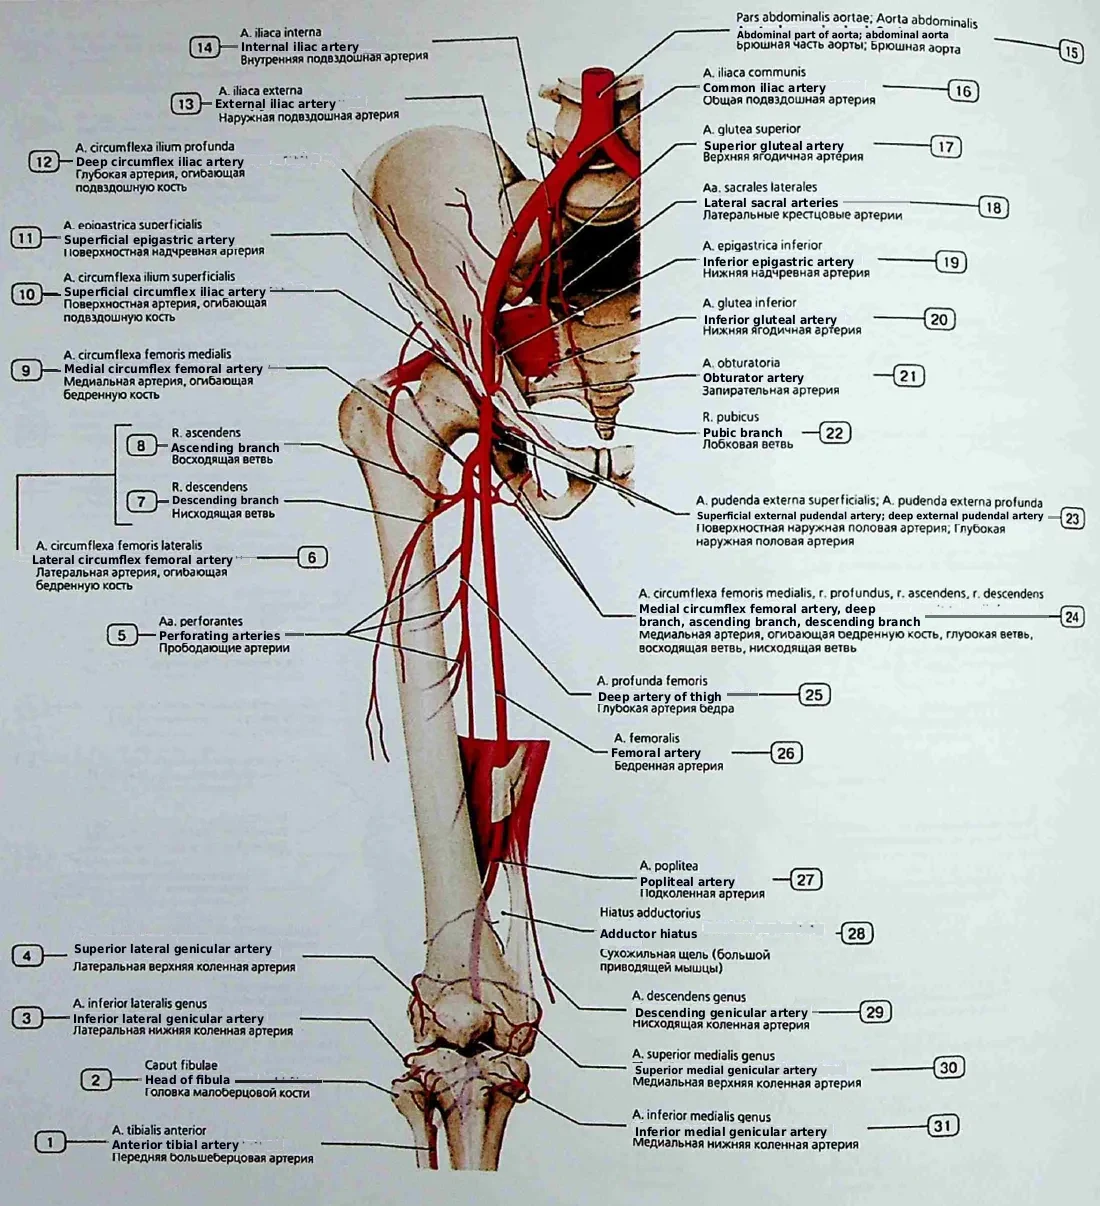 A. iliaca interna
14
Internal iliac artery
Внутренняя подвздошная артерия
A. iliaca externa
13
External iliac artery
Наружная подвздошная артерия
A. circumflexa ilium profunda
12
Deep circumflex iliac artery
Глубокая артерия, огибающая
подвздошную кость
A. epigastrica superficialis
11
Superficial epigastric artery
Поверхностная надчревная артерия
A. circumflexa ilium superficialis
10
Superficial circumflex iliac artery
Поверхностная артерия, огибающая
подвздошную кость
A. circumflexa femoris medialis
9
Medial circumflex femoral artery
Медиальная артерия, огибающая
бедренную кость
R. ascendens
8
Ascending branch
Восходящая ветвь
R. descendens
7
Descending branch
Нисходящая ветвь
A. circumflexa femoris lateralis
Lateral circumflex femoral artery
6
Латеральная артерия, огибающая
бедренную кость
Aa. perforantes
5
Perforating arteries
Прободающие артерии
4
Superior lateral genicular artery
Латеральная верхняя коленная артерия
A. inferior lateralis genus
3
Inferior lateral genicular artery
Латеральная нижняя коленная артерия
Caput fibulae
2
Head of fibula
Головка малоберцовой кости
A. tibialis anterior
1
Anterior tibial artery
Передняя большеберцовая артерия
Pars abdominalis aortae; Aorta abdominalis
Abdominal part of aorta; abdominal aorta
Брюшная часть аорты; Брюшная аорта
15
A. iliaca communis
Common iliac artery
16
Общая подвздошная артерия
A. glutea superior
Superior gluteal artery
17
Верхняя ягодичная артерия
Aa. sacrales laterales
Lateral sacral arteries
18
Латеральные крестцовые артерии
A. epigastrica inferior
Inferior epigastric artery
19
Нижняя надчревная артерия
A. glutea inferior
Inferior gluteal artery
20
Нижняя ягодичная артерия
A. obturatoria
Obturator artery
21
Запирательная артерия
R. pubicus
Pubic branch
22
Лобковая ветвь
A. pudenda externa superficialis; A. pudenda externa profunda
Superficial external pudendal artery; deep external pudendal artery
23
Поверхностная наружная половая артерия; Глубокая
наружная половая артерия
A. circumflexa femoris medialis, r. profundus, r. ascendens, r. descendens
Medial circumflex femoral artery, deep
branch, ascending branch, descending branch
24
Медиальная артерия, огибающая бедренную кость, глубокая ветвь,
восходящая ветвь, нисходящая ветвь
A. profunda femoris
Deep artery of thigh
25
Глубокая артерия бедра
A. femoralis
Femoral artery
26
Бедренная артерия
A. poplitea
Popliteal artery
27
Подколенная артерия
Hiatus adductorius
Adductor hiatus
28
Сухожильная щель (большой
приводящей мышцы)
A. descendens genus
Descending genicular artery
29
Нисходящая коленная артерия
A. superior medialis genus
Superior medial genicular artery
30
Медиальная верхняя коленная артерия
A. inferior medialis genus
Inferior medial genicular artery
31
Медиальная нижняя коленная артерия